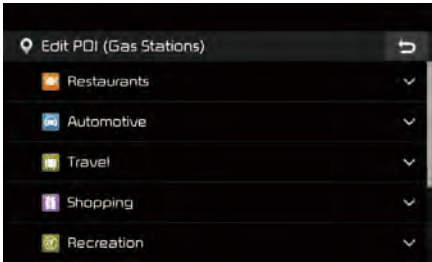 Edit POI (Gas Stations)
Restaurants
Automotive
Travel
Shopping
Recreation